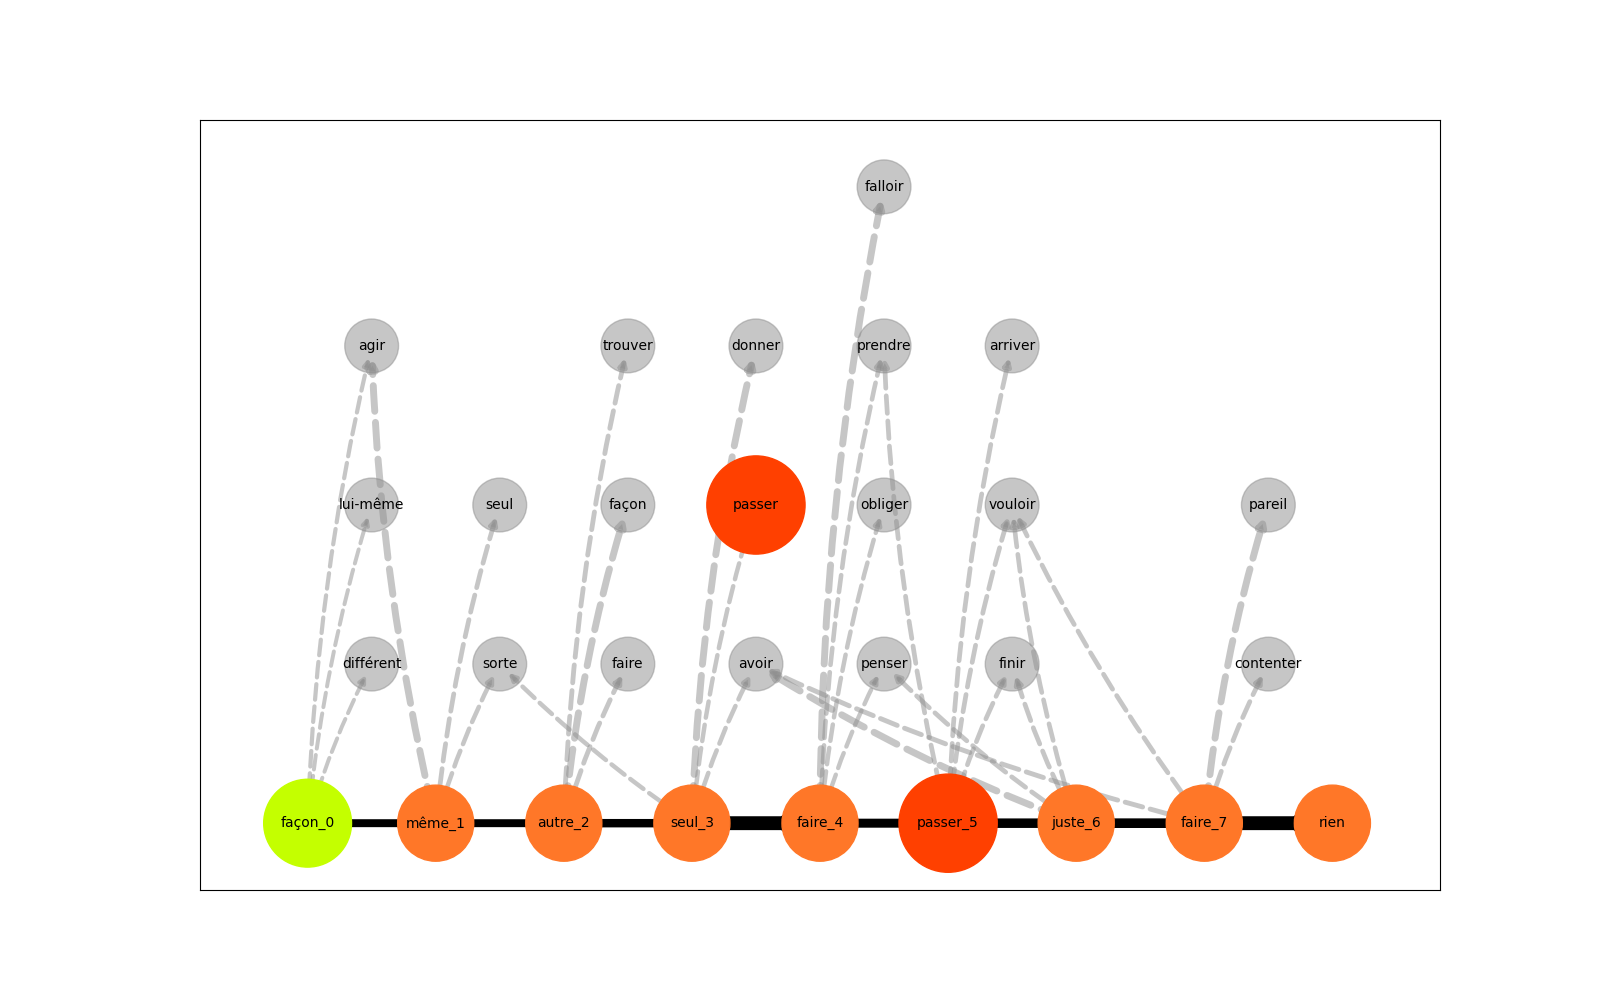 falloir
agir trouver donner prendre arriver
lui-même seul façon passer obliger vouloir pareil
différent sorte faire avoir penser finir contenter
façon_0 même_1 autre_2 seul_3 faire_4 passer_5 juste_6 faire_7 rien